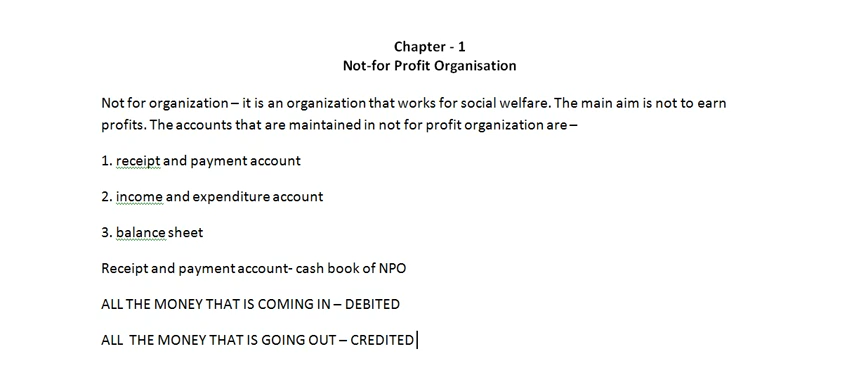 Chapter - 1
Not-for Profit Organisation
Not for organization – it is an organization that works for social welfare. The main aim is not to earn
profits. The accounts that are maintained in not for profit organization are –
1. receipt and payment account
2. income and expenditure account
3. balance sheet
Receipt and payment account- cash book of NPO
ALL THE MONEY THAT IS COMING IN – DEBITED
ALL  THE MONEY THAT IS GOING OUT – CREDITED